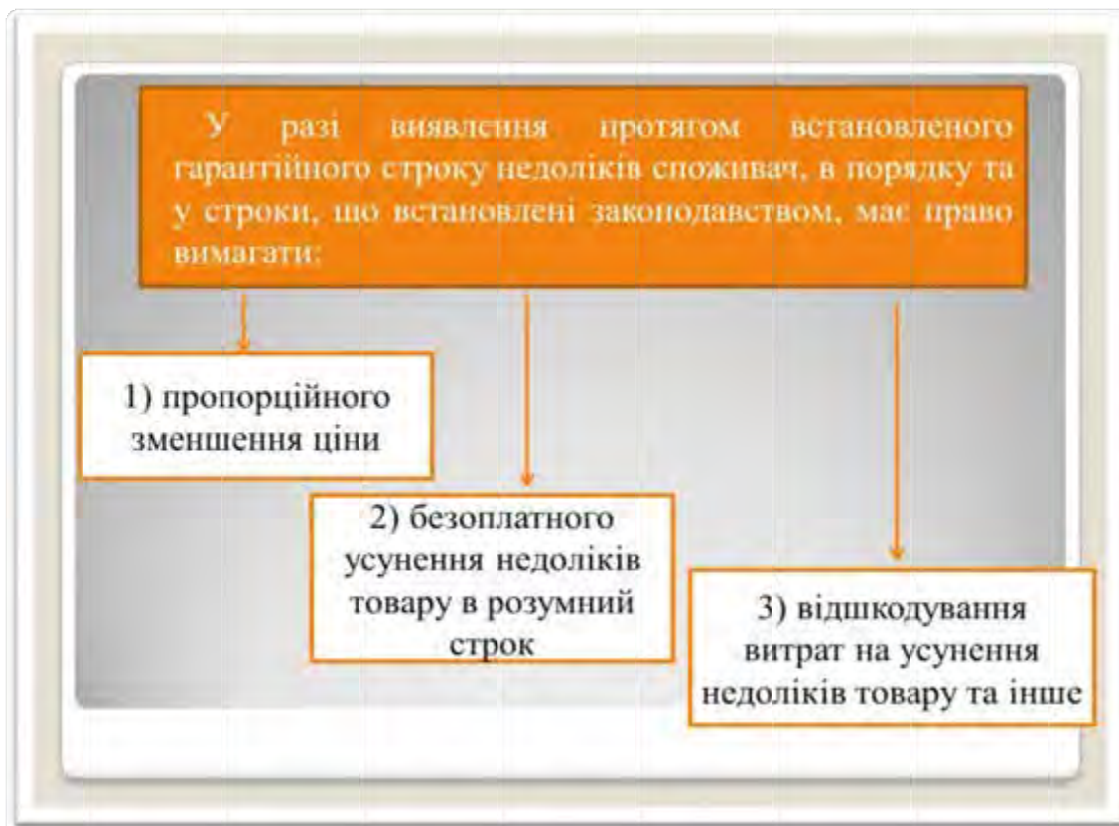 У разі виявлення протягом встановленого
гарантійного строку недоліків споживач, в порядку та
у строки, що встановлені законодавством, має право
вимагати:
1) пропорційного
зменшення ціни
2) безоплатного
усунення недоліків
товару в розумний
строк
3) відшкодування
витрат на усунення
недоліків товару та інше